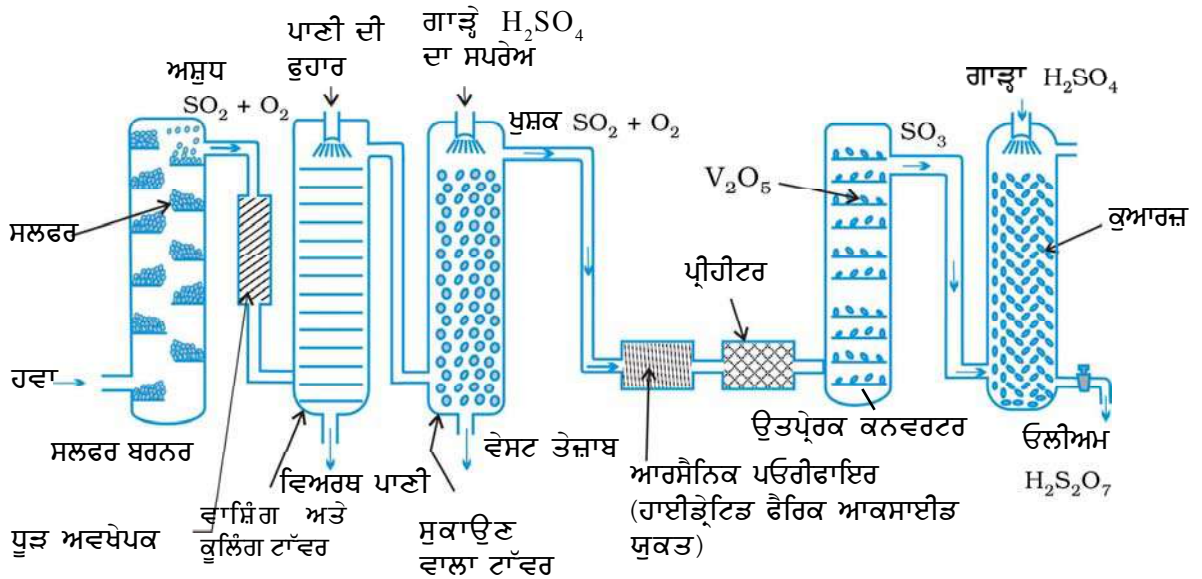 ਅਸ਼ੁਧ
SO₂ + O₂
ਪਾਣੀ ਦੀ
ਫੁਹਾਰ
ਗਾੜ੍ਹੇ H₂SO₄
ਦਾ ਸਪਰੇਅ
ਖੁਸ਼ਕ SO₂ + O₂
ਗਾੜ੍ਹਾ H₂SO₄
SO₃
V₂O₅
ਸਲਫਰ
ਕੁਆਰਜ਼
ਪ੍ਰੀਹੀਟਰ
ਹਵਾ
ਸਲਫਰ ਬਰਨਰ
ਵਿਅਰਥ ਪਾਣੀ
ਵੇਸਟ ਤੇਜ਼ਾਬ
ਉਤਪ੍ਰੇਰਕ ਕਨਵਰਟਰ
ਓਲੀਅਮ
H₂S₂O₇
ਧੂੜ ਅਵਖੇਪਕ
ਵਾਸ਼ਿੰਗ ਅਤੇ
ਕੂਲਿੰਗ ਟਾੱਵਰ
ਸੁਕਾਉਣ
ਵਾਲਾ ਟਾੱਵਰ
ਆਰਸੈਨਿਕ ਪਓਰੀਫਾਇਰ
(ਹਾਈਡ੍ਰੇਟਿਡ ਫੈਰਿਕ ਆਕਸਾਈਡ
ਯੁਕਤ)